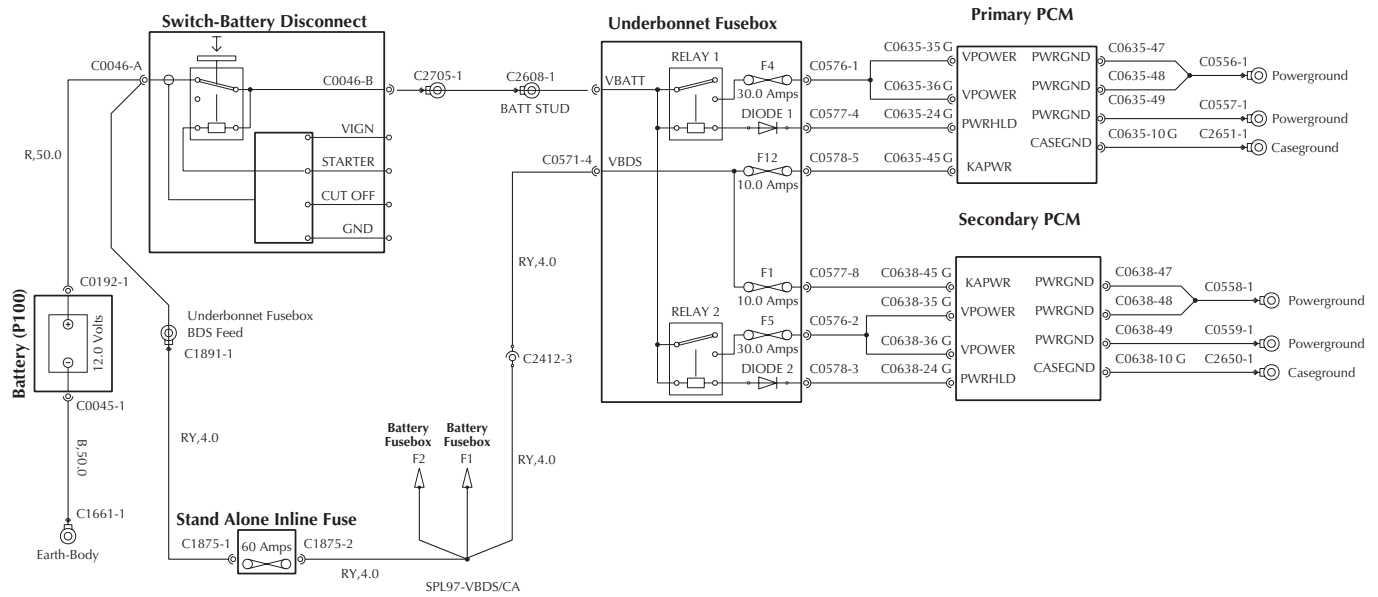 Switch-Battery Disconnect
Underbonnet Fusebox
Primary PCM
C0046-A
C0046-B
C2705-1
C2608-1
BATT STUD
VIGN
STARTER
CUT OFF
GND
R,50.0
VBATT
RELAY 1
F4
30.0 Amps
DIODE 1
C0576-1
C0577-4
C0635-35 G
C0635-36 G
C0635-24 G
VPOWER
VPOWER
PWRHLD
KAPWR
PWRGND
PWRGND
PWRGND
CASEGND
C0635-47
C0635-48
C0635-49
C0635-10 G
C0556-1
Powerground
C0557-1
Powerground
C2651-1
Caseground
C0571-4
VBDS
F12
10.0 Amps
C0578-5
C0635-45 G
Secondary PCM
RY,4.0
F1
10.0 Amps
C0577-8
C0638-45 G
C0638-35 G
RELAY 2
F5
30.0 Amps
C0576-2
C0638-36 G
DIODE 2
C0578-3
C0638-24 G
KAPWR
VPOWER
VPOWER
PWRHLD
PWRGND
PWRGND
PWRGND
CASEGND
C0638-47
C0638-48
C0638-49
C0638-10 G
C0558-1
Powerground
C0559-1
Powerground
C2650-1
Caseground
Battery (P100)
C0192-1
12.0 Volts
C0045-1
B,50.0
C1661-1
Earth-Body
Underbonnet Fusebox
BDS Feed
C1891-1
RY,4.0
C2412-3
RY,4.0
Battery
Fusebox
F2
Battery
Fusebox
F1
Stand Alone Inline Fuse
C1875-1
60 Amps
C1875-2
RY,4.0
SPL97-VBDS/CA